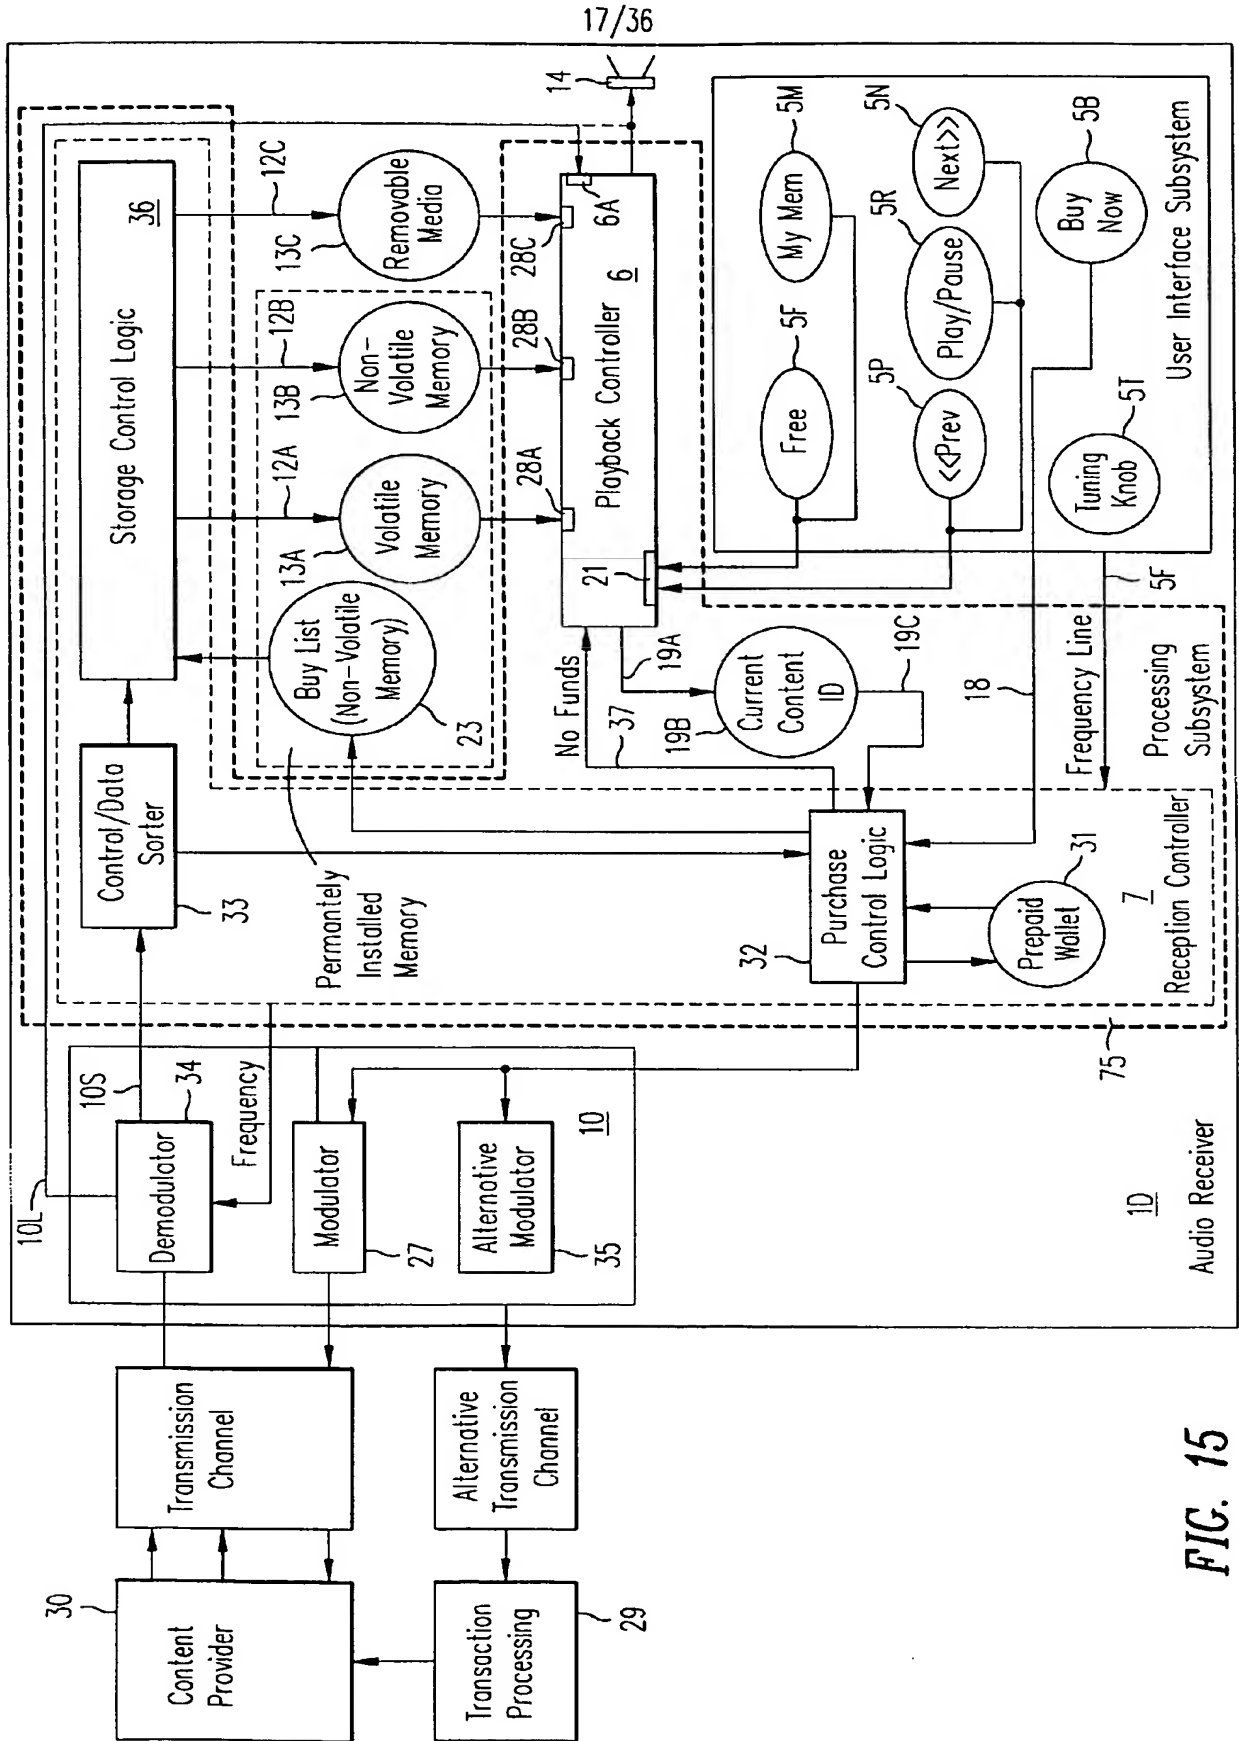 17/36
30
Content
Provider
Transmission
Channel
10L
10S
34
Demodulator
Frequency
Modulator
27
Alternative
Modulator
35
10
Alternative
Transmission
Channel
Transaction
Processing
29
Control/Data
Sorter
33
Storage Control Logic
36
12A
12B
12C
Buy List
(Non-Volatile
Memory)
23
13A
Volatile
Memory
13B
Non-
Volatile
Memory
13C
Removable
Media
Permantely
Installed
Memory
28A
28B
28C
6A
14
Playback Controller
6
21
No Funds
37
19A
19B
Current
Content
ID
19C
32
Purchase
Control Logic
Prepaid
Wallet
31
7
Reception Controller
18
Frequency Line
5F
Processing
Subsystem
75
Free
5F
My Mem
5M
<<Prev
5P
Play/Pause
5R
Next>>
5N
Tuning
Knob
5T
Buy
Now
5B
User Interface Subsystem
1D
Audio Receiver
FIG. 15